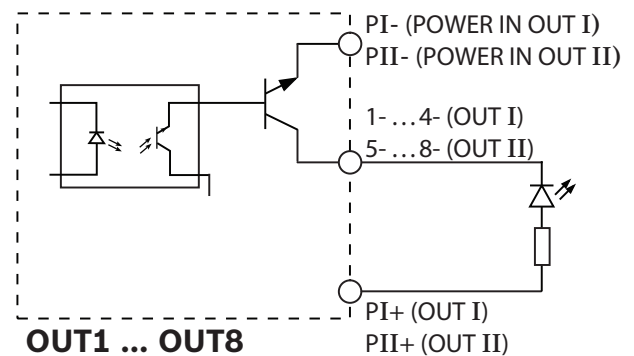 PI- (POWER IN OUT I)
PII- (POWER IN OUT II)
1- ...4- (OUT I)
5- ...8- (OUT II)
PI+ (OUT I)
PII+ (OUT II)
OUT1 ... OUT8